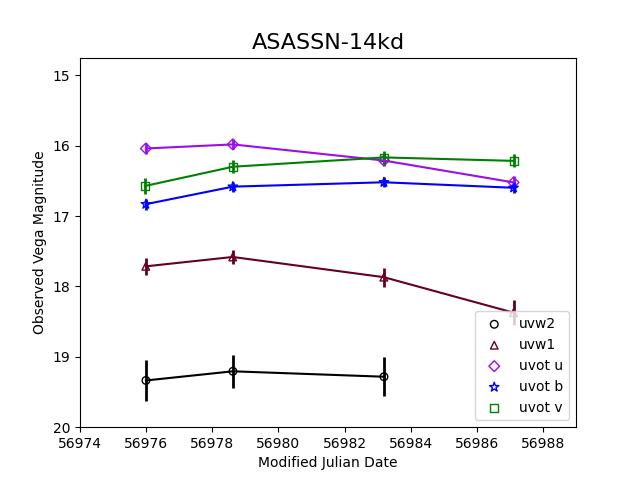 ASASSN-14kd
Observed Vega Magnitude
15
16
17
18
19
20
56974 56976 56978 56980 56982 56984 56986 56988
Modified Julian Date
uvw2
uvw1
uvot u
uvot b
uvot v